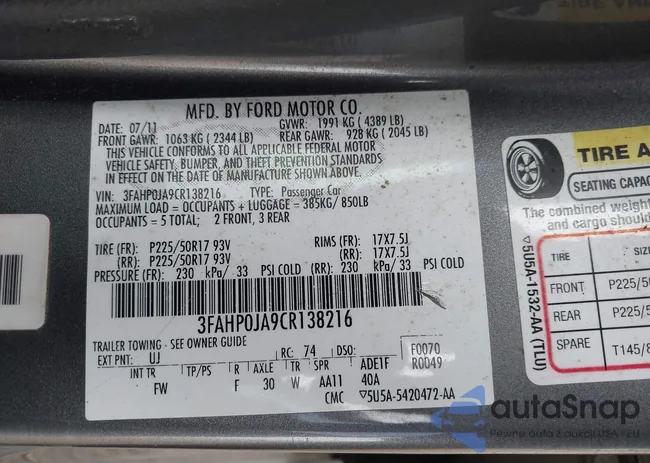 MFD. BY FORD MOTOR CO.
DATE: 07/11 GVWR: 1991 KG ( 4389 LB)
FRONT GAWR: 1063 KG ( 2344 LB) REAR GAWR: 928 KG ( 2045 LB)
THIS VEHICLE CONFORMS TO ALL APPLICABLE FEDERAL MOTOR
VEHICLE SAFETY, BUMPER, AND THEFT PREVENTION STANDARDS
IN EFFECT ON THE DATE OF MANUFACTURE SHOWN ABOVE.
VIN: 3FAHP0JA9CR138216 TYPE: Passenger Car
MAXIMUM LOAD = OCCUPANTS + LUGGAGE = 385KG/ 850LB
OCCUPANTS = 5 TOTAL; 2 FRONT, 3 REAR
TIRE (FR): P225/50R17 93V RIMS (FR): 17X7.5J
(RR): P225/50R17 93V (RR): 17X7.5J
PRESSURE (FR): 230 kPa/ 33 PSI COLD (RR): 230 kPa/ 33 PSI COLD
3FAHP0JA9CR138216
TRAILER TOWING - SEE OWNER GUIDE
F0070
EXT PNT: UJ RC: 74 DSO: R0049
INT TR TP/PS R AXLE TR SPR ADE1F
FW F 30 W AA11 40A
CMC ▽5U5A-5420472-AA
TIRE A
SEATING CAPAC
The combined weight
and cargo shoul
TIRE SIZ
FRONT P225/50
REAR P225/5
SPARE T145/8
▽5U5A-1532-AA (TLU)
autaSnap
Pewne auta z aukcji USA i EU